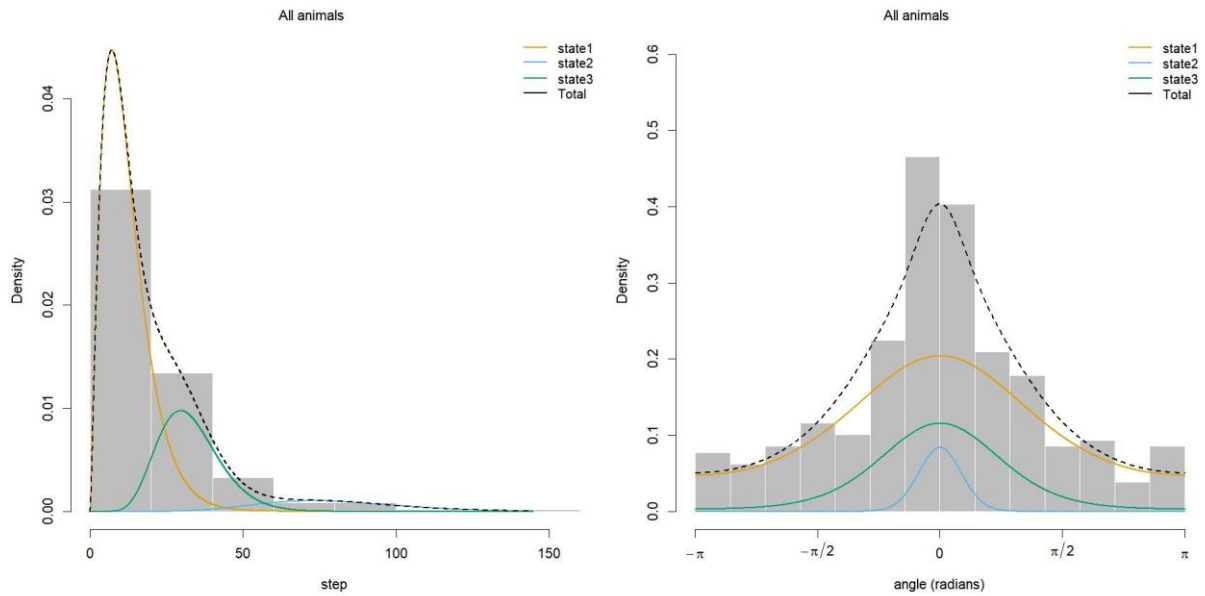 All animals
state1
state2
state3
Total
Density
0.04
0.03
0.02
0.01
0.00
0
50
100
150
step
All animals
state1
state2
state3
Total
Density
0.6
0.5
0.4
0.3
0.2
0.1
0.0
−π
−π/2
0
π/2
π
angle (radians)